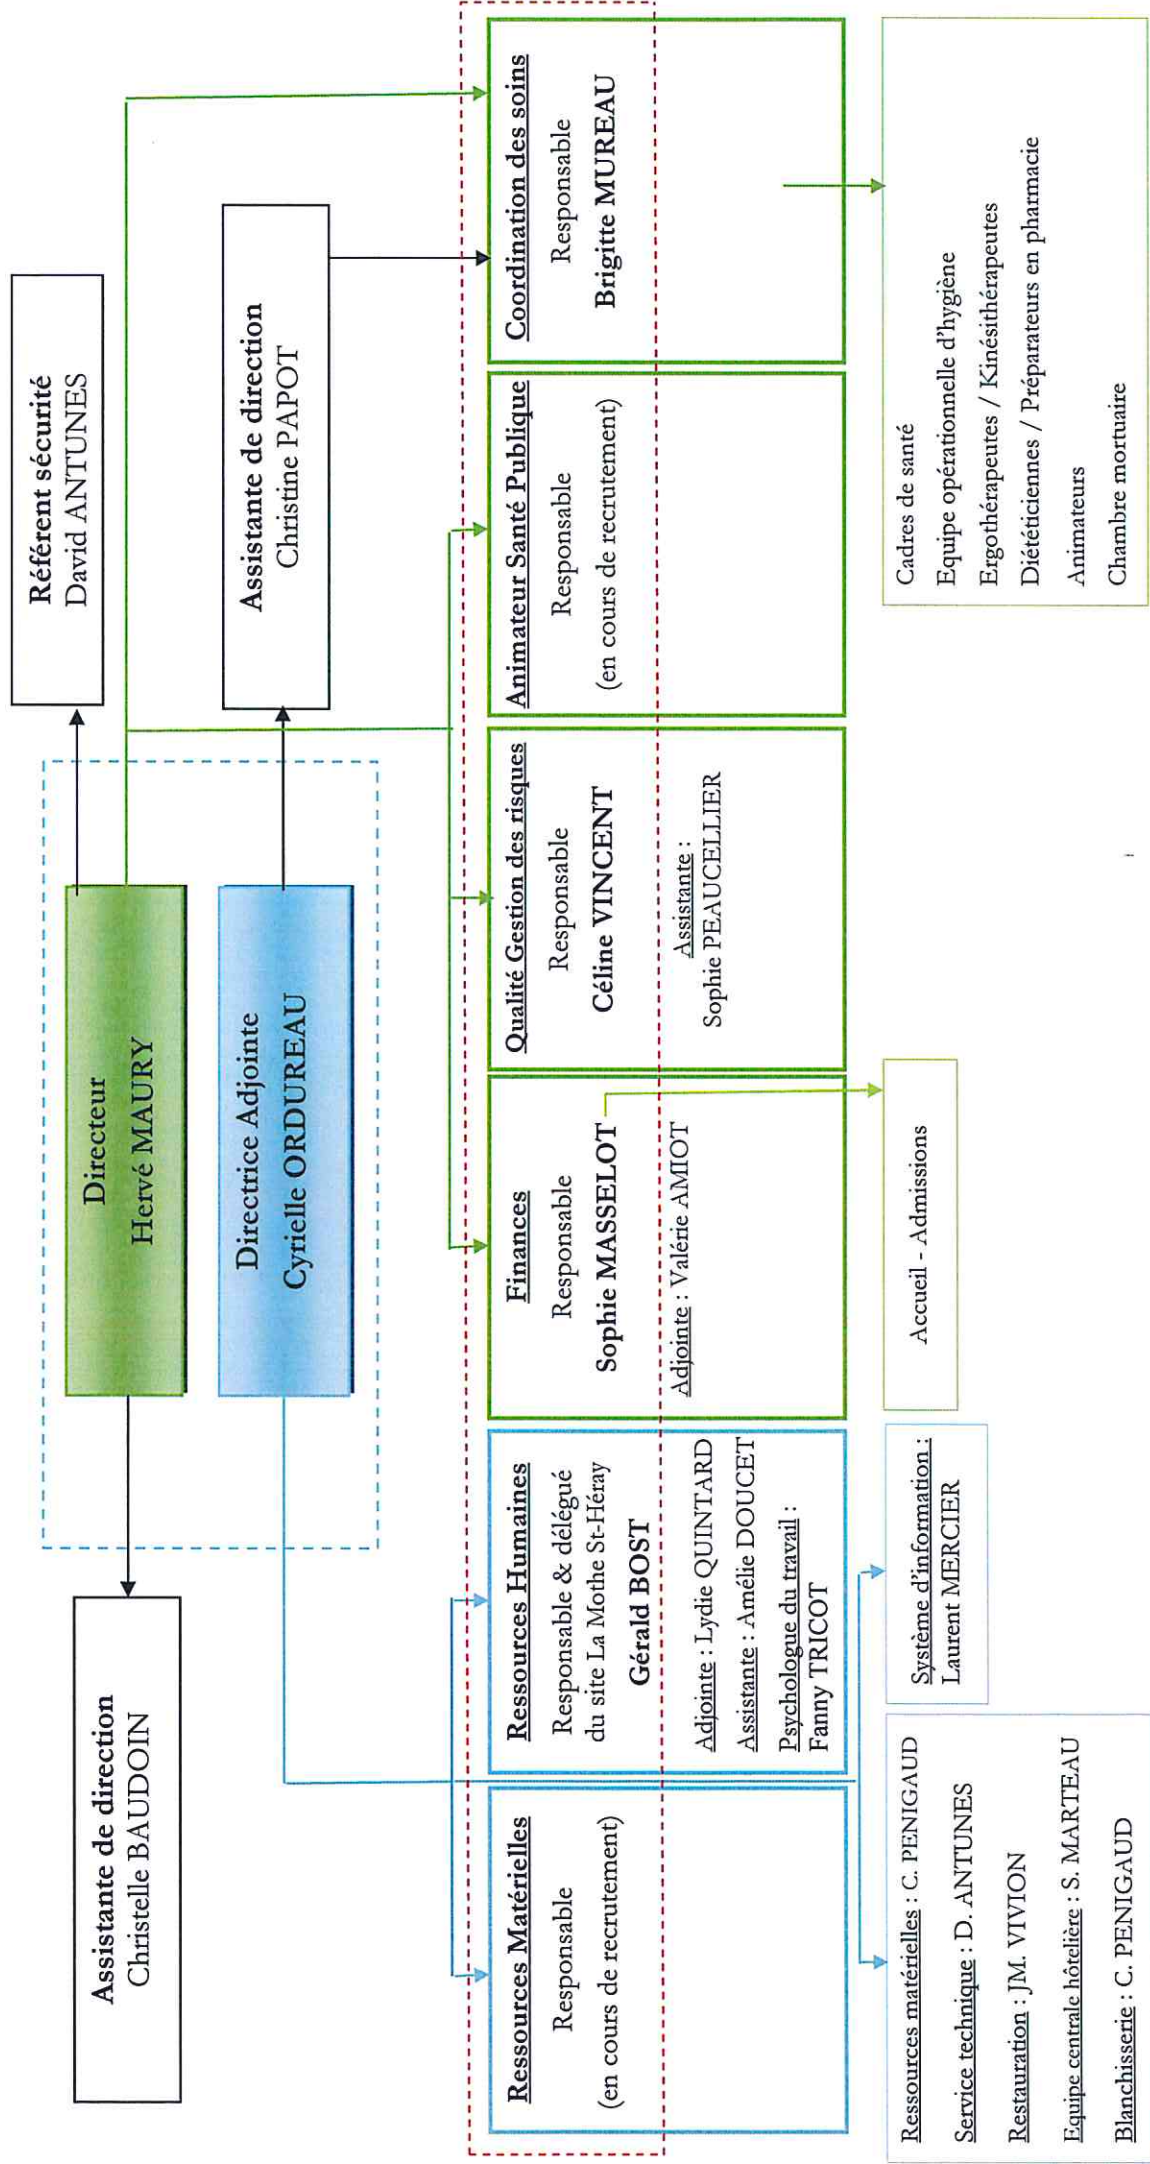 Référent sécurité
David ANTUNES
Directeur
Hervé MAURY
Assistante de direction
Christelle BAUDOIN
Directrice Adjointe
Cyrielle ORDUREAU
Assistante de direction
Christine PAPOT
Ressources Matérielles
Responsable
(en cours de recrutement)
Ressources Humaines
Responsable & délégué
du site La Mothe St-Héray
Gérald BOST
Adjointe : Lydie QUINTARD
Assistante : Amélie DOUCET
Psychologue du travail :
Fanny TRICOT
Finances
Responsable
Sophie MASSELOT
Adjointe : Valérie AMIOT
Qualité Gestion des risques
Responsable
Céline VINCENT
Assistante :
Sophie PEAUCELLIER
Animateur Santé Publique
Responsable
(en cours de recrutement)
Coordination des soins
Responsable
Brigitte MUREAU
Ressources matérielles : C. PENIGAUD
Service technique : D. ANTUNES
Restauration : JM. VIVION
Equipe centrale hôtelière : S. MARTEAU
Blanchisserie : C. PENIGAUD
Système d'information :
Laurent MERCIER
Accueil - Admissions
Cadres de santé
Equipe opérationnelle d'hygiène
Ergothérapeutes / Kinésithérapeutes
Diététiciennes / Préparateurs en pharmacie
Animateurs
Chambre mortuaire